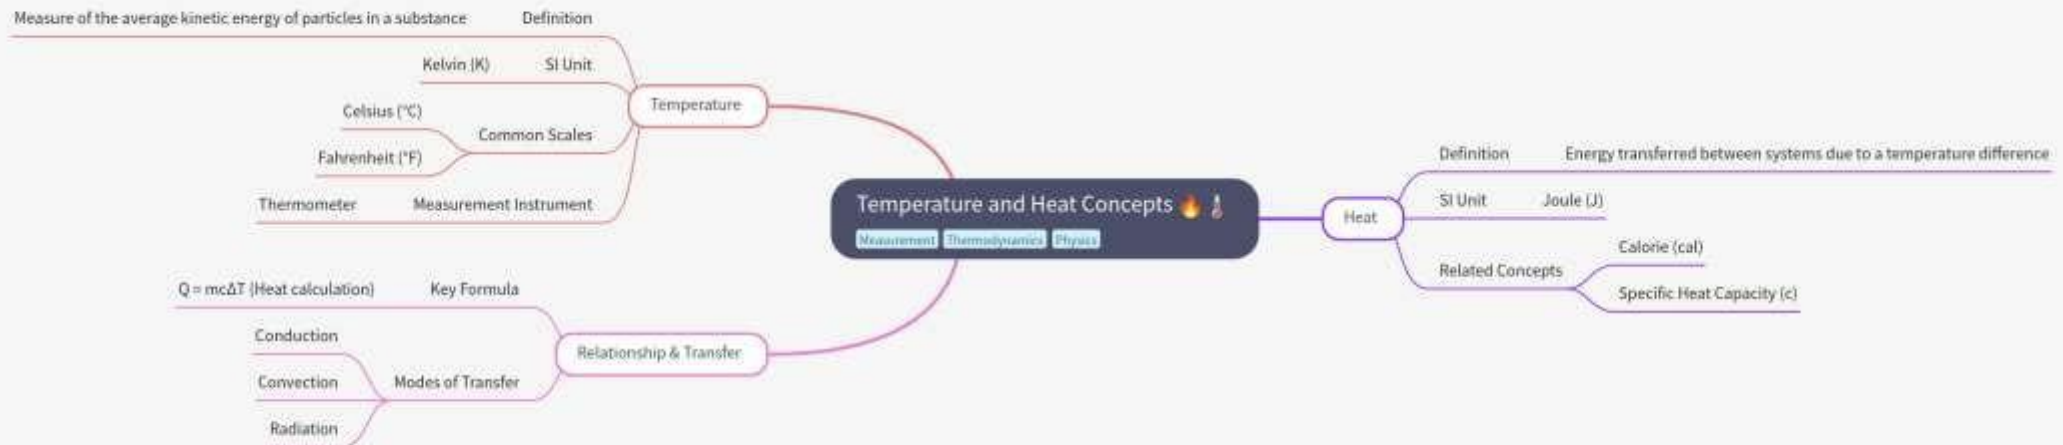 Measure of the average kinetic energy of particles in a substance
Definition
Kelvin (K)
SI Unit
Celsius (°C)
Fahrenheit (°F)
Common Scales
Thermometer
Measurement Instrument
Temperature
Temperature and Heat Concepts 🔥🌡️
Measurement
Thermodynamics
Physics
Heat
Definition
Energy transferred between systems due to a temperature difference
SI Unit
Joule (J)
Related Concepts
Calorie (cal)
Specific Heat Capacity (c)
Q = mcΔT (Heat calculation)
Key Formula
Conduction
Convection
Radiation
Modes of Transfer
Relationship & Transfer